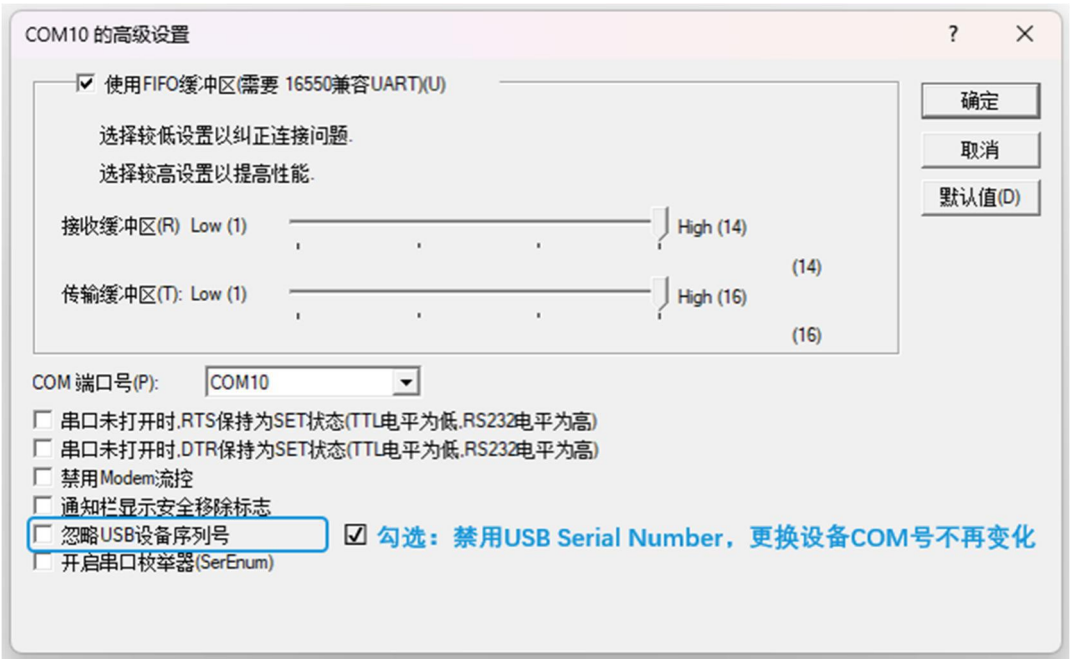 COM10 的高级设置
使用FIFO缓冲区(需要 16550兼容UART)(U)
确定
选择较低设置以纠正连接问题.
取消
选择较高设置以提高性能.
默认值(D)
接收缓冲区(R) Low (1) High (14)
(14)
传输缓冲区(T): Low (1) High (16)
(16)
COM 端口号(P): COM10
串口未打开时,RTS保持为SET状态(TTL电平为低,RS232电平为高)
串口未打开时,DTR保持为SET状态(TTL电平为低,RS232电平为高)
禁用Modem流控
通知栏显示安全移除标志
忽略USB设备序列号 勾选：禁用USB Serial Number，更换设备COM号不再变化
开启串口枚举器(SerEnum)